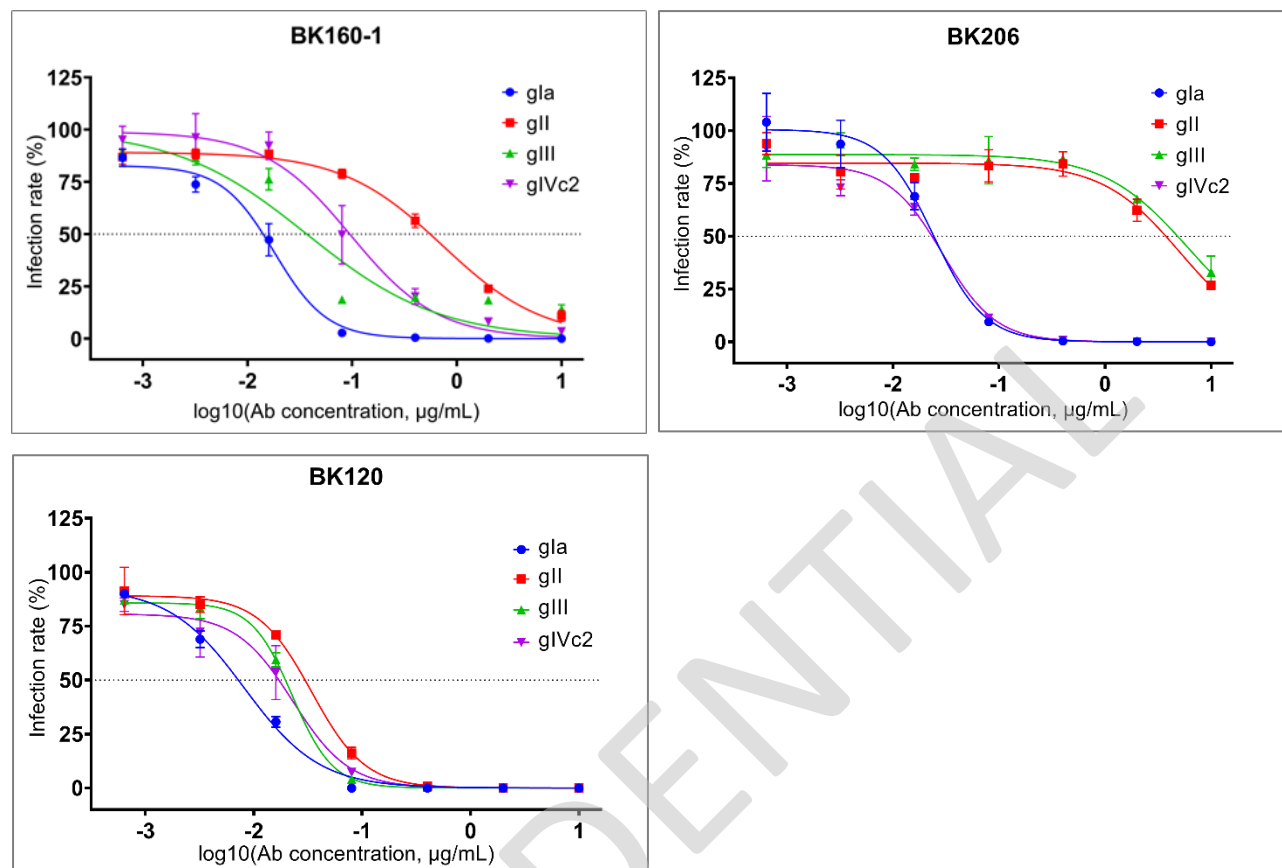 BK160-1
125
100
75
50
25
0
Infection rate (%)
-3
-2
-1
0
1
log10(Ab concentration, µg/mL)
gIa
gII
gIII
gIVc2
BK206
125
100
75
50
25
0
Infection rate (%)
-3
-2
-1
0
1
log10(Ab concentration, µg/mL)
gIa
gII
gIII
gIVc2
BK120
125
100
75
50
25
0
Infection rate (%)
-3
-2
-1
0
1
log10(Ab concentration, µg/mL)
gIa
gII
gIII
gIVc2
DENTIAL